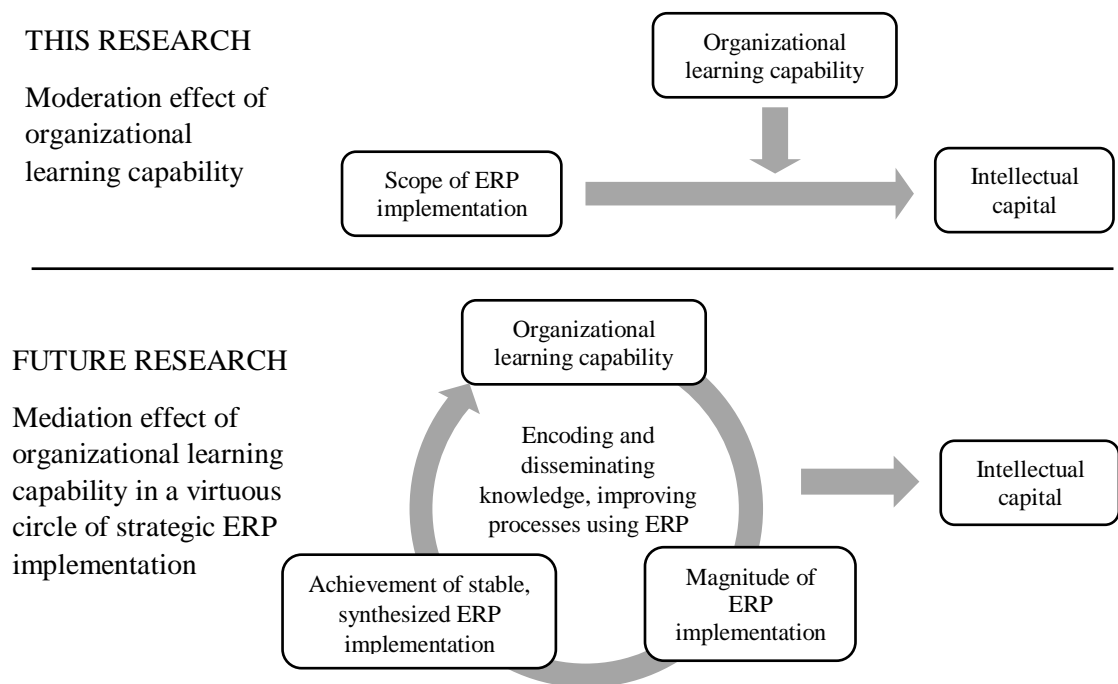 THIS RESEARCH
Moderation effect of
organizational
learning capability
Organizational
learning capability
Scope of ERP
implementation
Intellectual
capital
FUTURE RESEARCH
Mediation effect of
organizational learning
capability in a virtuous
circle of strategic ERP
implementation
Organizational
learning capability
Encoding and
disseminating
knowledge, improving
processes using ERP
Intellectual
capital
Achievement of stable,
synthesized ERP
implementation
Magnitude of
ERP
implementation